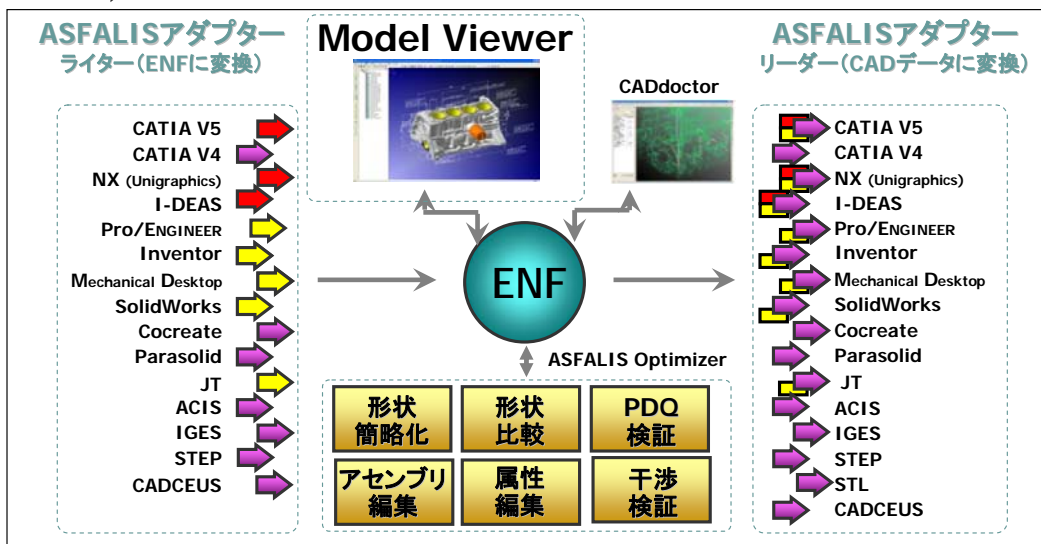 ASFALISアダプター
ライター(ENFに変換)
CATIA V5
CATIA V4
NX (Unigraphics)
I-DEAS
Pro/ENGINEER
Inventor
Mechanical Desktop
SolidWorks
Cocreate
Parasolid
JT
ACIS
IGES
STEP
CADCEUS
Model Viewer
CADdoctor
ENF
ASFALIS Optimizer
形状
簡略化
形状
比較
PDQ
検証
アセンブリ
編集
属性
編集
干渉
検証
ASFALISアダプター
リーダー(CADデータに変換)
CATIA V5
CATIA V4
NX (Unigraphics)
I-DEAS
Pro/ENGINEER
Inventor
Mechanical Desktop
SolidWorks
Cocreate
Parasolid
JT
ACIS
IGES
STEP
STL
CADCEUS